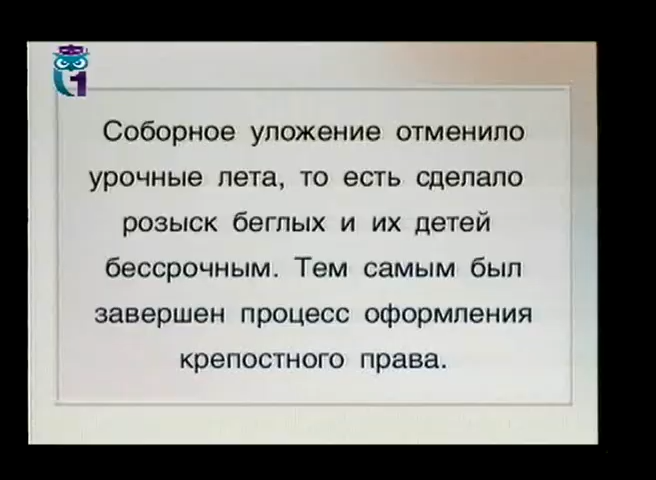 1
Соборное уложение отменило
урочные лета, то есть сделало
розыск беглых и их детей
бессрочным. Тем самым был
завершен процесс оформления
крепостного права.